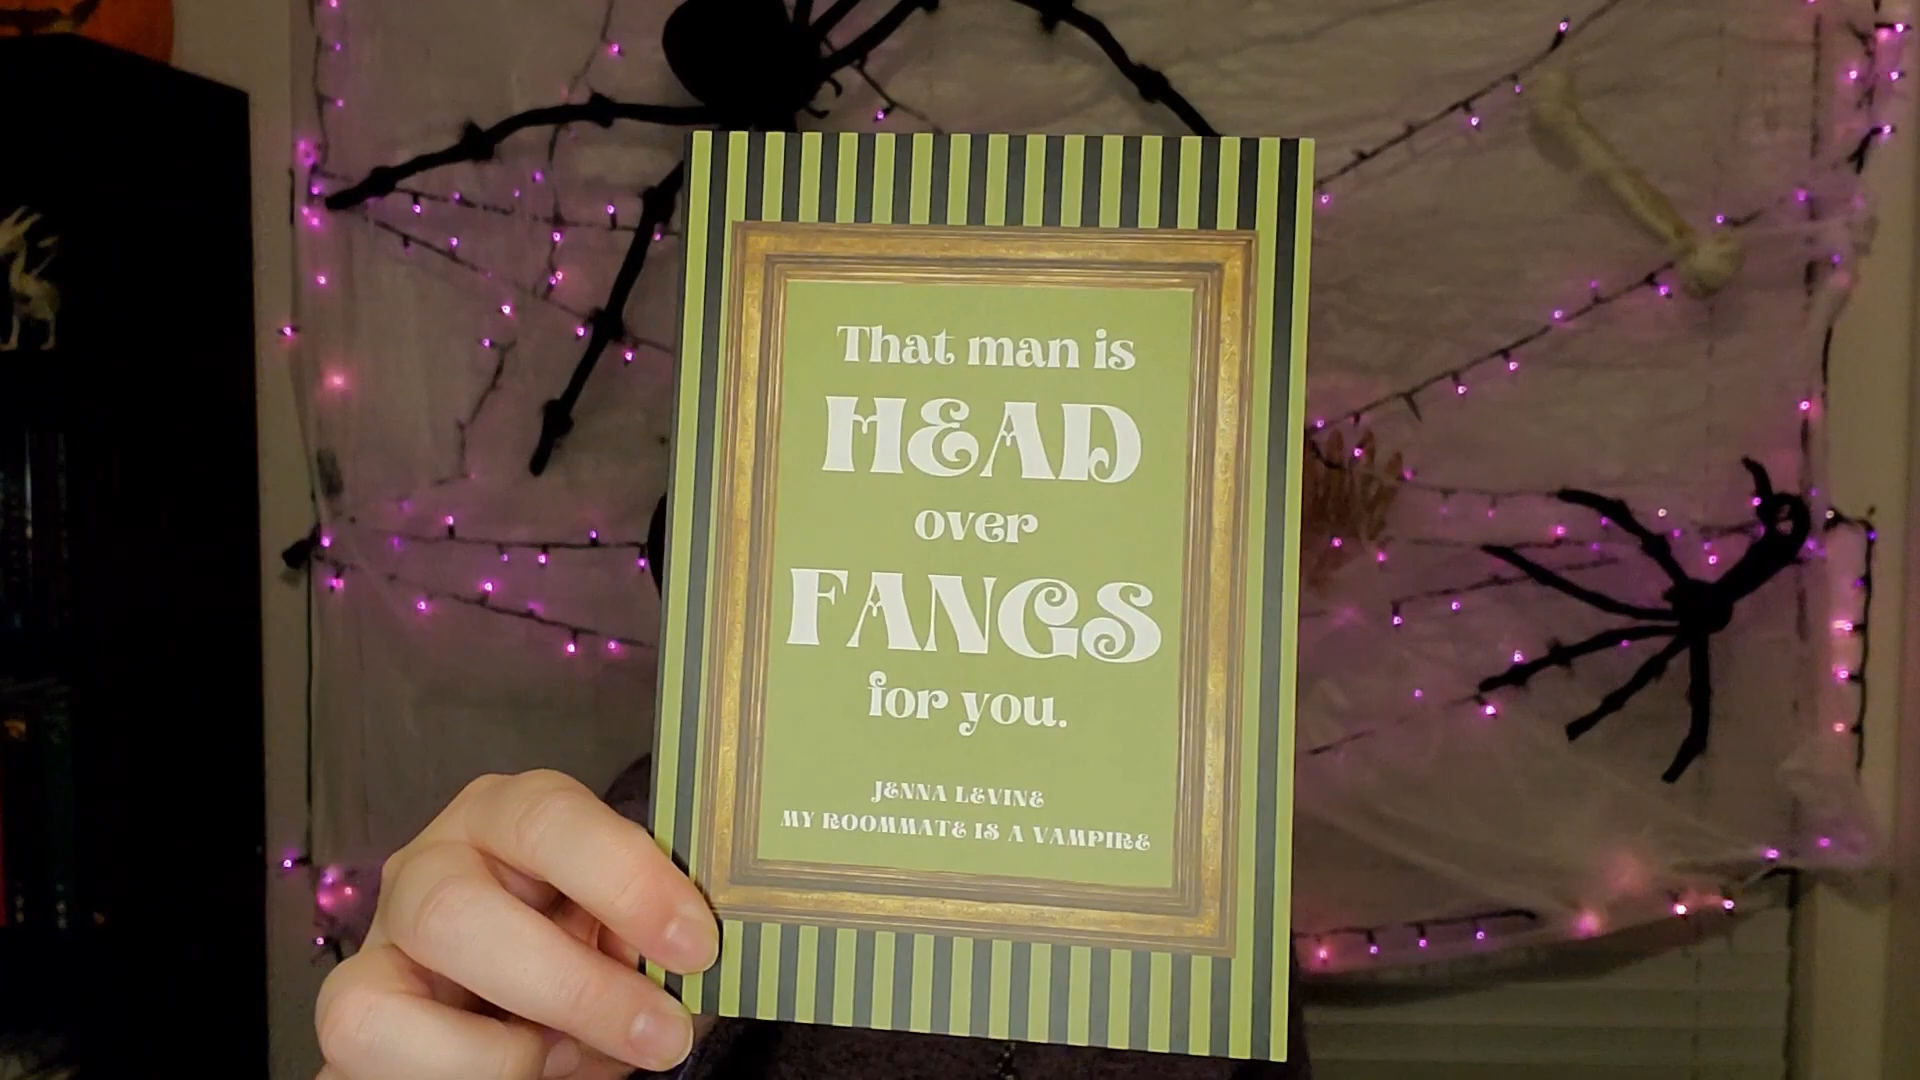 That man is
HEAD
over
FANGS
for you.
JENNA LEVINE
MY ROOMMATE IS A VAMPIRE